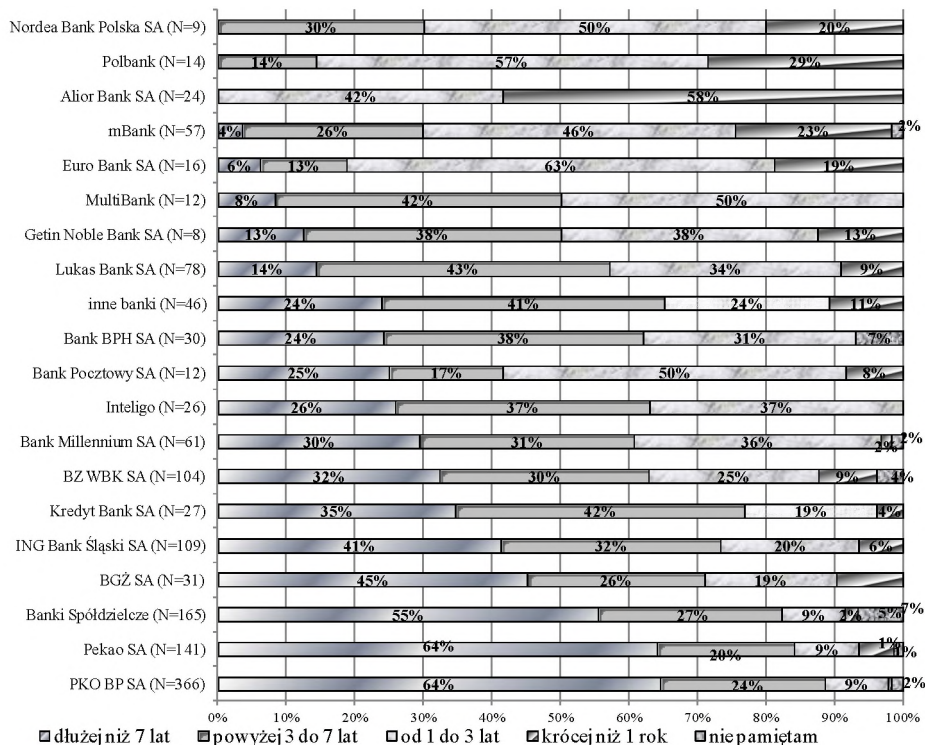 Nordea Bank Polska SA (N=9) 30% 50% 20%
Polbank (N=14) 14% 57% 29%
Alior Bank SA (N=24) 42% 58%
mBank (N=57) 4% 26% 46% 23% 2%
Euro Bank SA (N=16) 6% 13% 63% 19%
MultiBank (N=12) 8% 42% 50%
Getin Noble Bank SA (N=8) 13% 38% 38% 13%
Lukas Bank SA (N=78) 14% 43% 34% 9%
inne banki (N=46) 24% 41% 24% 11%
Bank BPH SA (N=30) 24% 38% 31% 7%
Bank Pocztowy SA (N=12) 25% 17% 50% 8%
Inteligo (N=26) 26% 37% 37%
Bank Millennium SA (N=61) 30% 31% 36% 2% 2%
BZ WBK SA (N=104) 32% 30% 25% 9% 4%
Kredyt Bank SA (N=27) 35% 42% 19% 4%
ING Bank Śląski SA (N=109) 41% 32% 20% 6%
BGŻ SA (N=31) 45% 26% 19%
Banki Spółdzielcze (N=165) 55% 27% 9% 2% 5% 7%
Pekao SA (N=141) 64% 20% 9% 1% 1%
PKO BP SA (N=366) 64% 24% 9% 2%
0% 10% 20% 30% 40% 50% 60% 70% 80% 90% 100%
dłużej niż 7 lat powyżej 3 do 7 lat od 1 do 3 lat krócej niż 1 rok nie pamiętam